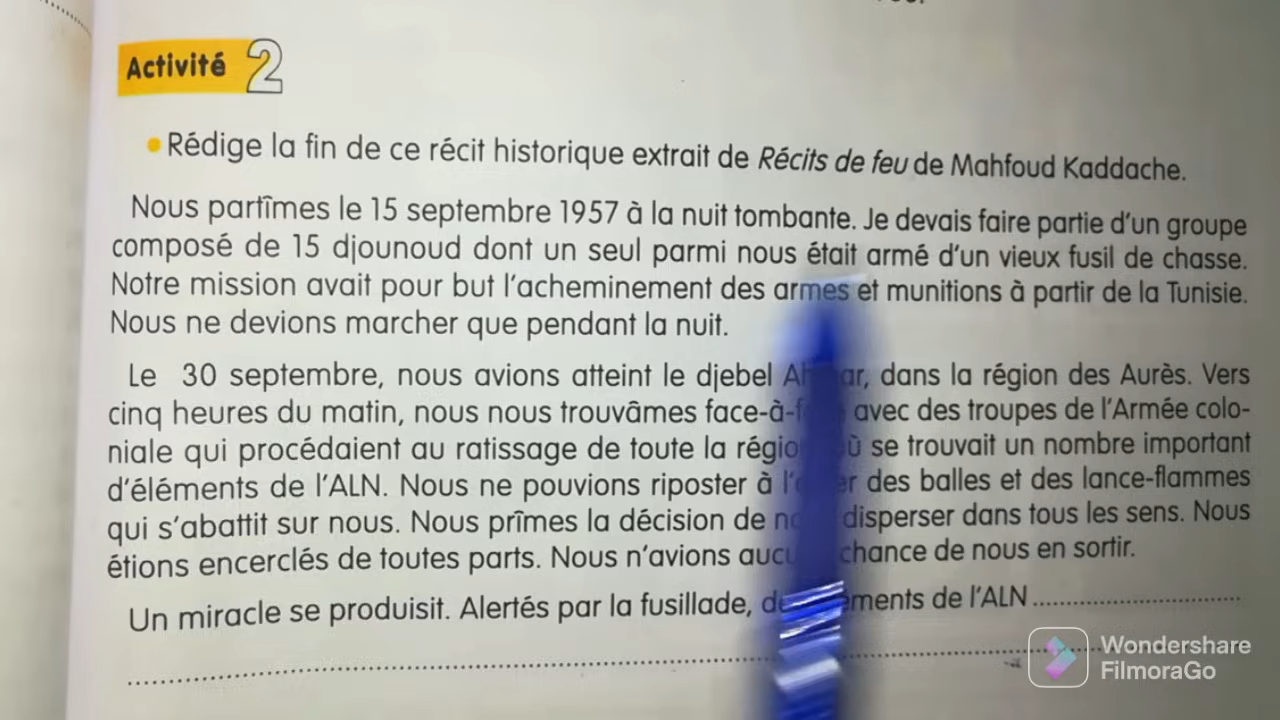 Activité 2
• Rédige la fin de ce récit historique extrait de Récits de feu de Mahfoud Kaddache.
Nous partîmes le 15 septembre 1957 à la nuit tombante. Je devais faire partie d'un groupe
composé de 15 djounoud dont un seul parmi nous était armé d'un vieux fusil de chasse.
Notre mission avait pour but l'acheminement des armes et munitions à partir de la Tunisie.
Nous ne devions marcher que pendant la nuit.
Le 30 septembre, nous avions atteint le djebel dans la région des Aurès. Vers
cinq heures du matin, nous nous trouvâmes face-à- avec des troupes de l'Armée colo-
niale qui procédaient au ratissage de toute la se trouvait un nombre important
d'éléments de l'ALN. Nous ne pouvions riposter à des balles et des lance-flammes
qui s'abattit sur nous. Nous prîmes la décision de disperser dans tous les sens. Nous
étions encerclés de toutes parts. Nous n'avions chance de nous en sortir.
Un miracle se produisit. Alertés par la fusillade, de l'ALN ..............................
..............................
Wondershare
FilmoraGo